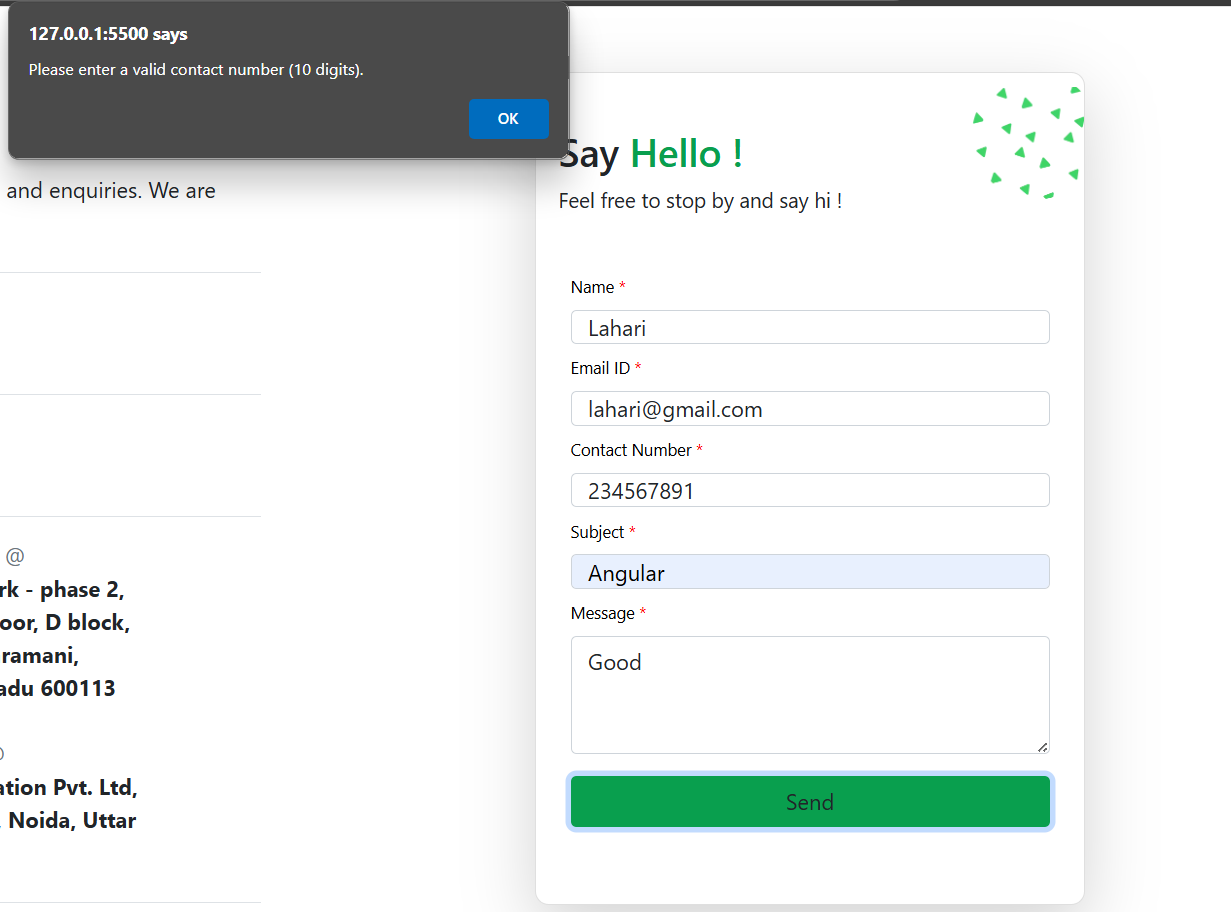 127.0.0.1:5500 says
Please enter a valid contact number (10 digits).
OK
and enquiries. We are
@
rk - phase 2,
oor, D block,
ramani,
adu 600113
ation Pvt. Ltd,
, Noida, Uttar
Say Hello !
Feel free to stop by and say hi !
Name *
Lahari
Email ID *
lahari@gmail.com
Contact Number *
234567891
Subject *
Angular
Message *
Good
Send